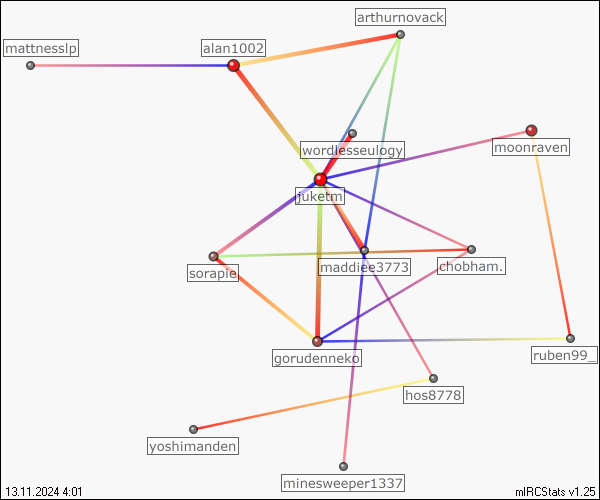 arthurnovack
mattnesslp
alan1002
wordlesseulogy
moonraven
juketm
sorapie
maddiee3773
chobham.
gorudenneko
ruben99_
hos8778
yoshimanden
minesweeper1337
13.11.2024 4:01
mIRCStats v1.25